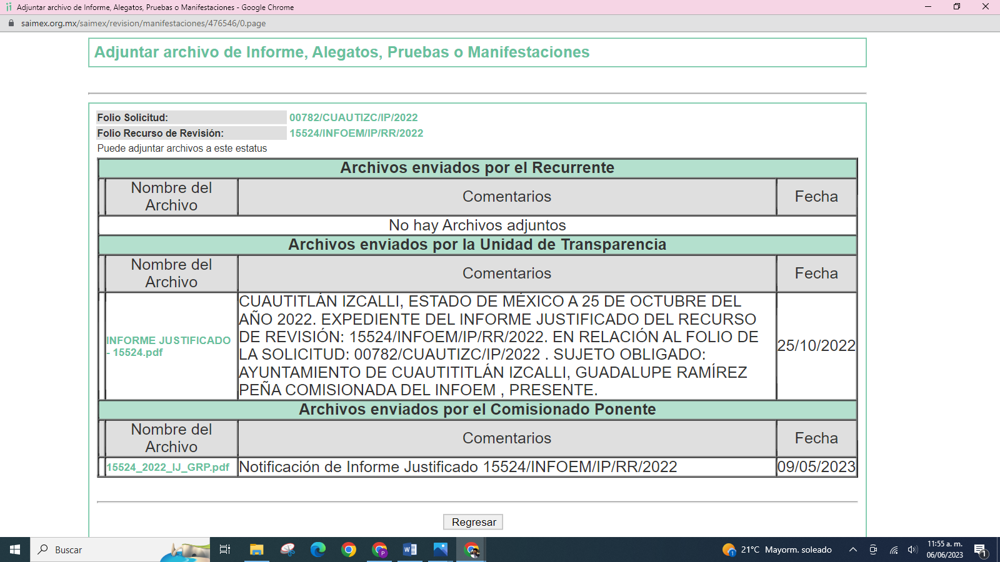 Adjuntar archivo de Informe, Alegatos, Pruebas o Manifestaciones - Google Chrome
saimex.org.mx/saimex/revision/manifestaciones/476546/0.page
Adjuntar archivo de Informe, Alegatos, Pruebas o Manifestaciones
Folio Solicitud: 00782/CUAUTIZC/IP/2022
Folio Recurso de Revisión: 15524/INFOEM/IP/RR/2022
Puede adjuntar archivos a este estatus
Archivos enviados por el Recurrente
Nombre del
Archivo
Comentarios
Fecha
No hay Archivos adjuntos
Archivos enviados por la Unidad de Transparencia
Nombre del
Archivo
Comentarios
Fecha
INFORME JUSTIFICADO
- 15524.pdf
CUAUTITLÁN IZCALLI, ESTADO DE MÉXICO A 25 DE OCTUBRE DEL
AÑO 2022. EXPEDIENTE DEL INFORME JUSTIFICADO DEL RECURSO
DE REVISIÓN: 15524/INFOEM/IP/RR/2022. EN RELACIÓN AL FOLIO DE
LA SOLICITUD: 00782/CUAUTIZC/IP/2022 . SUJETO OBLIGADO:
AYUNTAMIENTO DE CUAUTITITLÁN IZCALLI, GUADALUPE RAMÍREZ
PEÑA COMISIONADA DEL INFOEM , PRESENTE.
25/10/2022
Archivos enviados por el Comisionado Ponente
Nombre del
Archivo
Comentarios
Fecha
15524_2022_IJ_GRP.pdf
Notificación de Informe Justificado 15524/INFOEM/IP/RR/2022
09/05/2023
Regresar
Buscar
21°C Mayorm. soleado
11:55 a. m.
06/06/2023
1